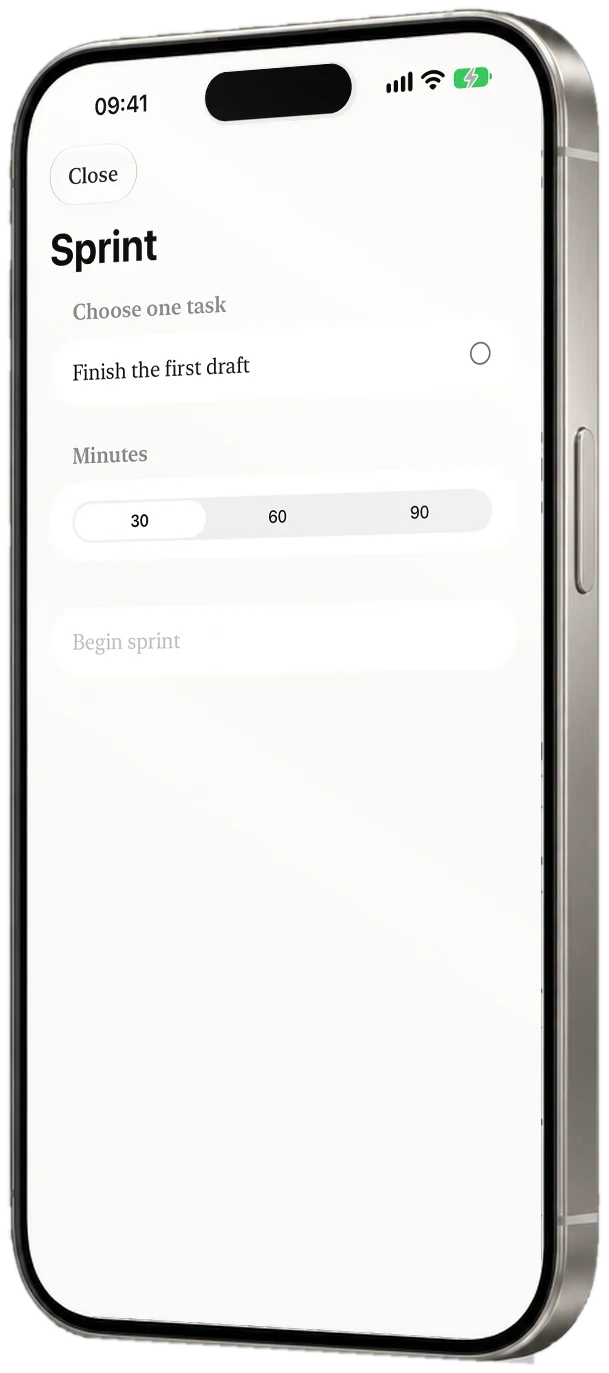 09:41
Close
Sprint
Choose one task
Finish the first draft
Minutes
30 60 90
Begin sprint